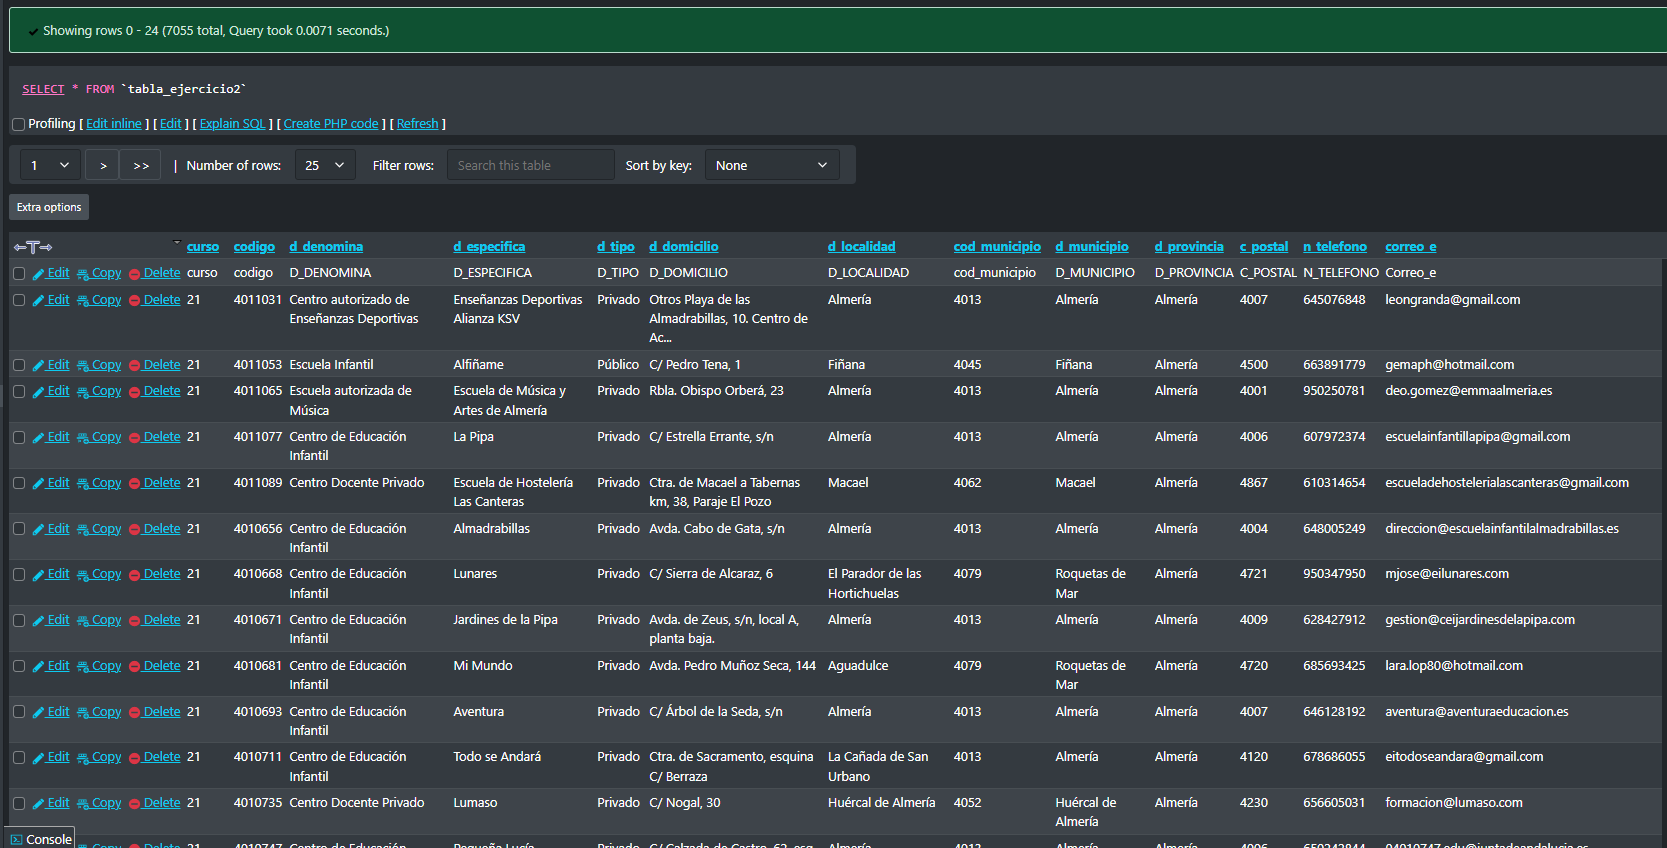 Showing rows 0 - 24 (7055 total, Query took 0.0071 seconds.)
SELECT * FROM `tabla_ejercicio2`
Profiling [ Edit inline ] [ Edit ] [ Explain SQL ] [ Create PHP code ] [ Refresh ]
1 > >> | Number of rows: 25 Filter rows: Search this table Sort by key: None
Extra options
←T→ curso codigo d_denomina d_especifica d_tipo d_domicilio d_localidad cod_municipio d_municipio d_provincia c_postal n_telefono correo_e
Edit Copy Delete curso codigo D_DENOMINA D_ESPECIFICA D_TIPO D_DOMICILIO D_LOCALIDAD cod_municipio D_MUNICIPIO D_PROVINCIA C_POSTAL N_TELEFONO Correo_e
Edit Copy Delete 21 4011031 Centro autorizado de Enseñanzas Deportivas Privado Otros Playa de las Almería 4013 Almería Almería 4007 645076848 leongranda@gmail.com
Enseñanzas Deportivas Alianza KSV Almadrabillas, 10. Centro de
Ac...
Edit Copy Delete 21 4011053 Escuela Infantil Alfiñame Público C/ Pedro Tena, 1 Fiñana 4045 Fiñana Almería 4500 663891779 gemaph@hotmail.com
Edit Copy Delete 21 4011065 Escuela autorizada de Escuela de Música y Privado Rbla. Obispo Orberá, 23 Almería 4013 Almería Almería 4001 950250781 deo.gomez@emmaalmeria.es
Música Artes de Almería
Edit Copy Delete 21 4011077 Centro de Educación La Pipa Privado C/ Estrella Errante, s/n Almería 4013 Almería Almería 4006 607972374 escuelainfantillapipa@gmail.com
Infantil
Edit Copy Delete 21 4011089 Centro Docente Privado Escuela de Hostelería Privado Ctra. de Macael a Tabernas Macael 4062 Macael Almería 4867 610314654 escueladehostelerialascanteras@gmail.com
Las Canteras km, 38, Paraje El Pozo
Edit Copy Delete 21 4010656 Centro de Educación Almadrabillas Privado Avda. Cabo de Gata, s/n Almería 4013 Almería Almería 4004 648005249 direccion@escuelainfantilalmadrabillas.es
Infantil
Edit Copy Delete 21 4010668 Centro de Educación Lunares Privado C/ Sierra de Alcaraz, 6 El Parador de las 4079 Roquetas de Almería 4721 950347950 mjose@eilunares.com
Infantil Hortichuelas Mar
Edit Copy Delete 21 4010671 Centro de Educación Jardines de la Pipa Privado Avda. de Zeus, s/n, local A, Almería 4013 Almería Almería 4009 628427912 gestion@ceijardinesdelapipa.com
Infantil planta baja.
Edit Copy Delete 21 4010681 Centro de Educación Mi Mundo Privado Avda. Pedro Muñoz Seca, 144 Aguadulce 4079 Roquetas de Almería 4720 685693425 lara.lop80@hotmail.com
Infantil Mar
Edit Copy Delete 21 4010693 Centro de Educación Aventura Privado C/ Árbol de la Seda, s/n Almería 4013 Almería Almería 4007 646128192 aventura@aventuraeducacion.es
Infantil
Edit Copy Delete 21 4010711 Centro de Educación Todo se Andará Privado Ctra. de Sacramento, esquina La Cañada de San 4013 Almería Almería 4120 678686055 eitodoseandara@gmail.com
Infantil C/ Berraza Urbano
Edit Copy Delete 21 4010735 Centro Docente Privado Lumaso Privado C/ Nogal, 30 Huércal de Almería 4052 Huércal de Almería 4230 656605031 formacion@lumaso.com
Almería
Console